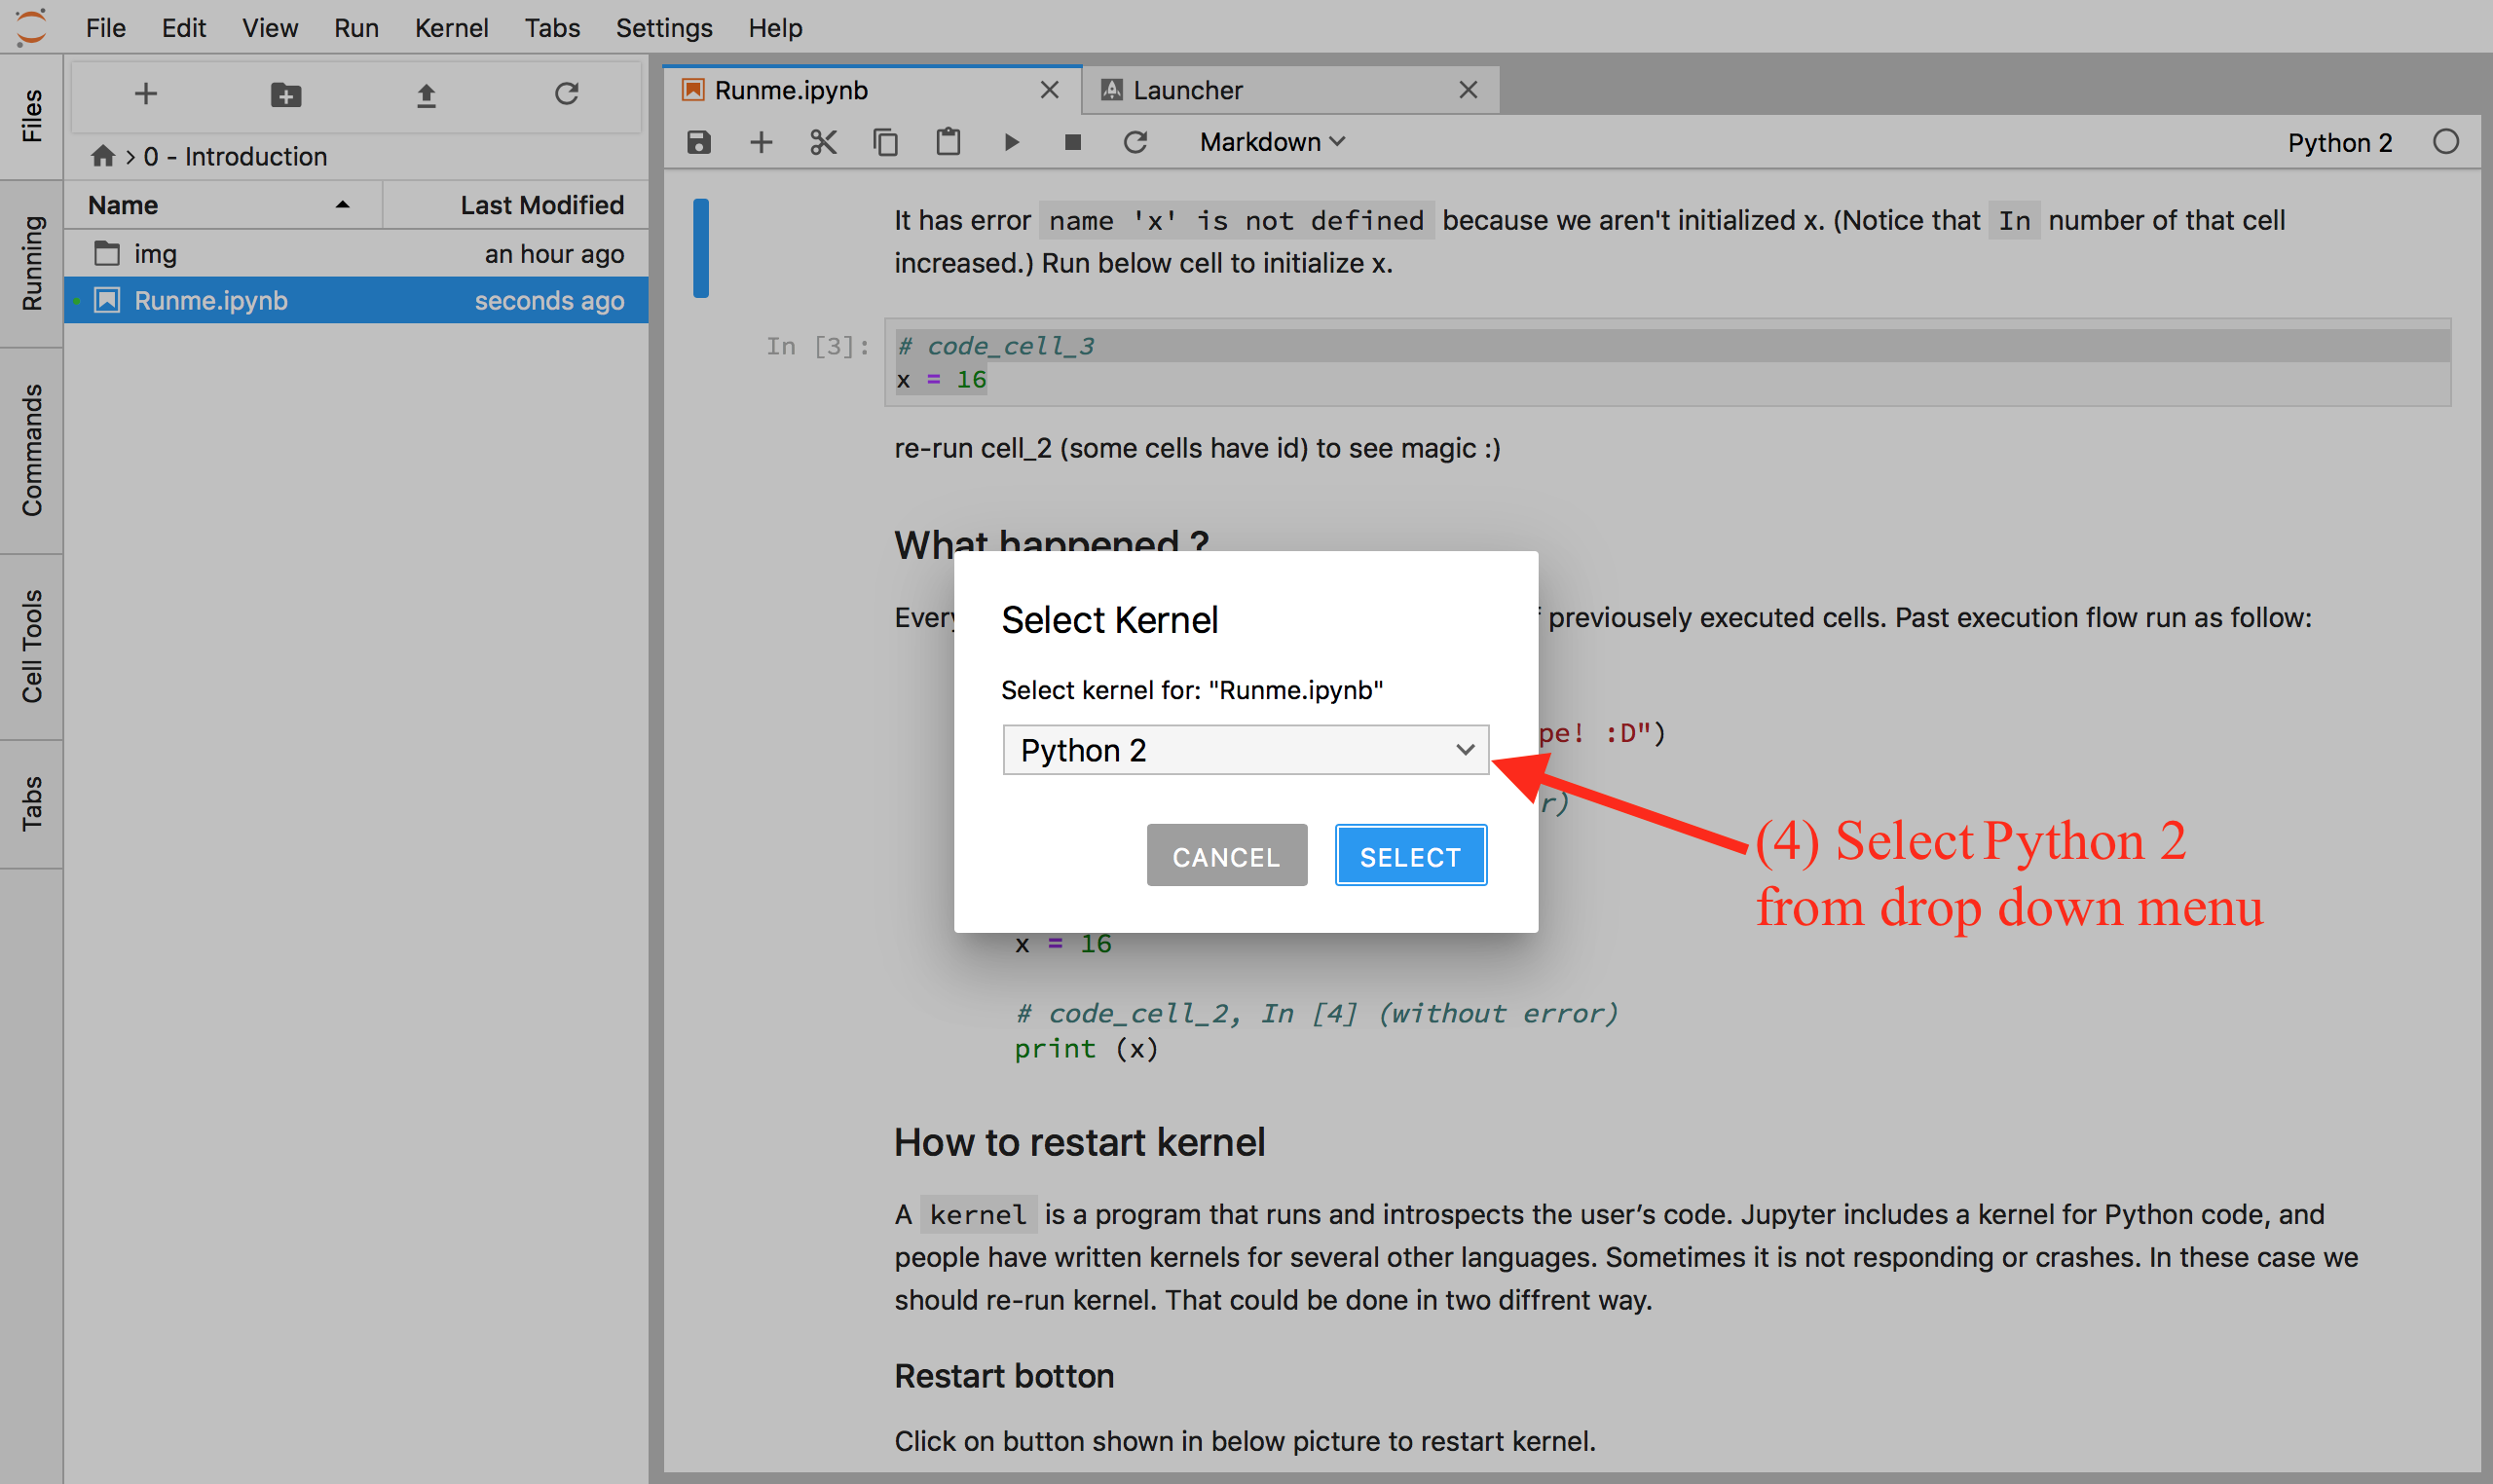 File Edit View Run Kernel Tabs Settings Help
Files
Running
Commands
Cell Tools
Tabs
0 - Introduction
Name Last Modified
img an hour ago
Runme.ipynb seconds ago
Runme.ipynb Launcher
Markdown Python 2
It has error name 'x' is not defined because we aren't initialized x. (Notice that In number of that cell
increased.) Run below cell to initialize x.
In [3]: # code_cell_3
x = 16
re-run cell_2 (some cells have id) to see magic :)
What happened ?
previousely executed cells. Past execution flow run as follow:
Select Kernel
Select kernel for: "Runme.ipynb"
pe! :D")
Python 2
r)
CANCEL SELECT
(4) Select Python 2
from drop down menu
x = 16
# code_cell_2, In [4] (without error)
print (x)
How to restart kernel
A kernel is a program that runs and introspects the user’s code. Jupyter includes a kernel for Python code, and
people have written kernels for several other languages. Sometimes it is not responding or crashes. In these case we
should re-run kernel. That could be done in two diffrent way.
Restart botton
Click on button shown in below picture to restart kernel.